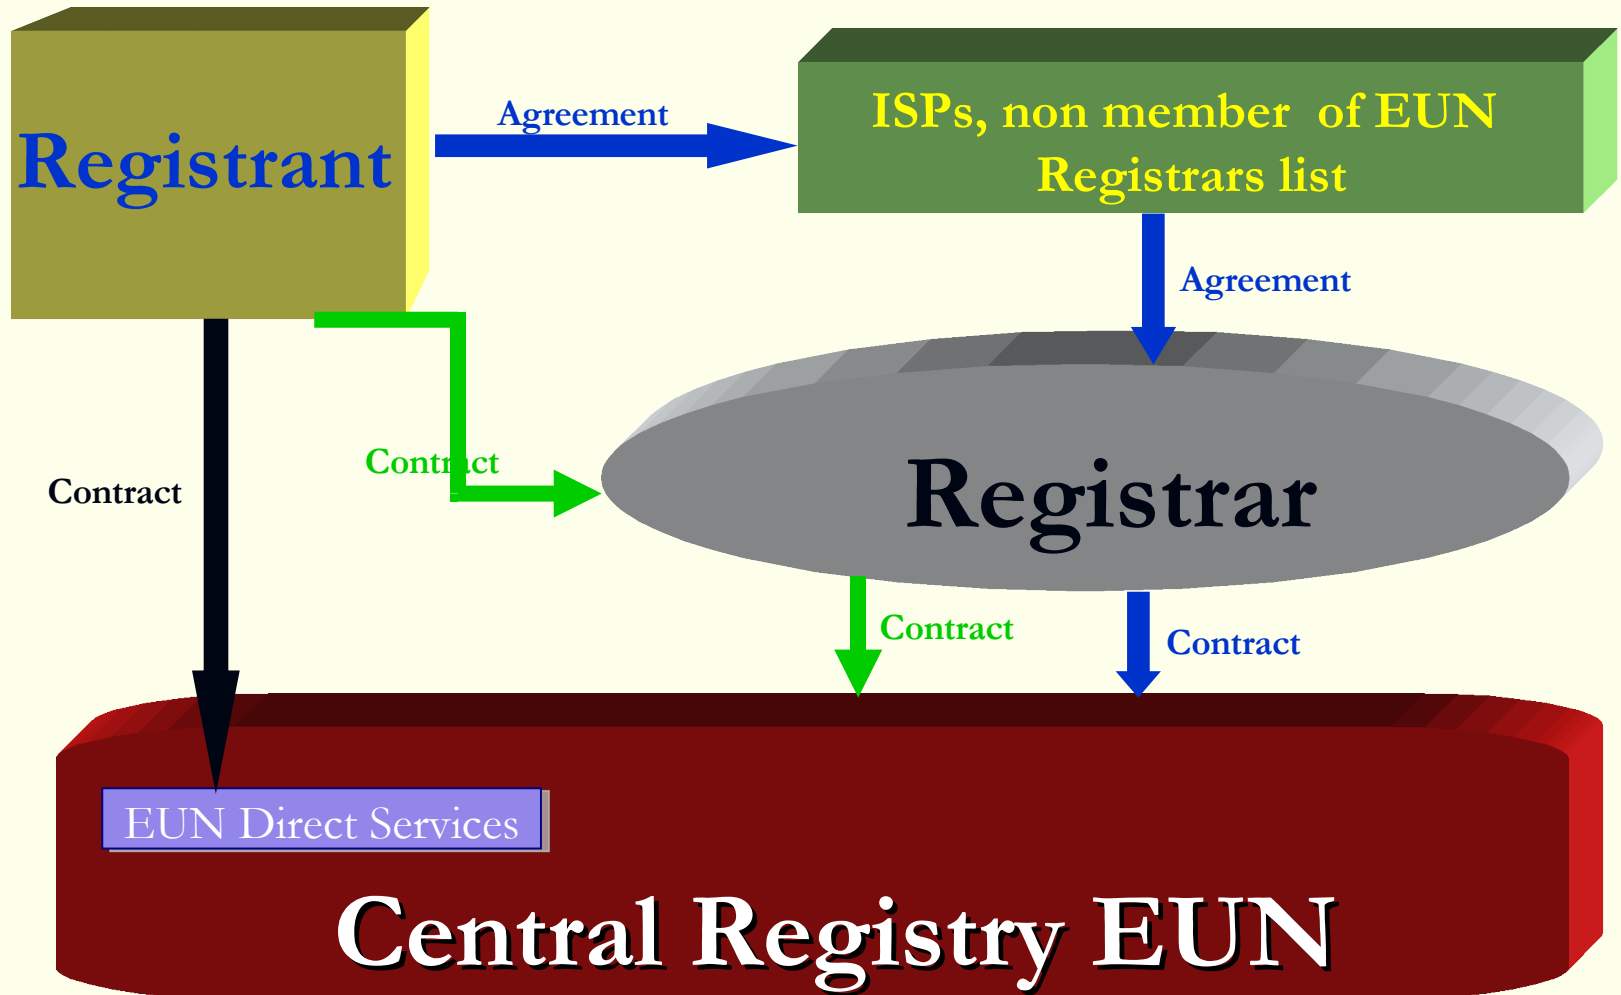 Agreement
ISPs, non member of EUN
Registrars list
Registrant
Agreement
Contract
Contract
Registrar
Contract
Contract
EUN Direct Services
Central Registry EUN